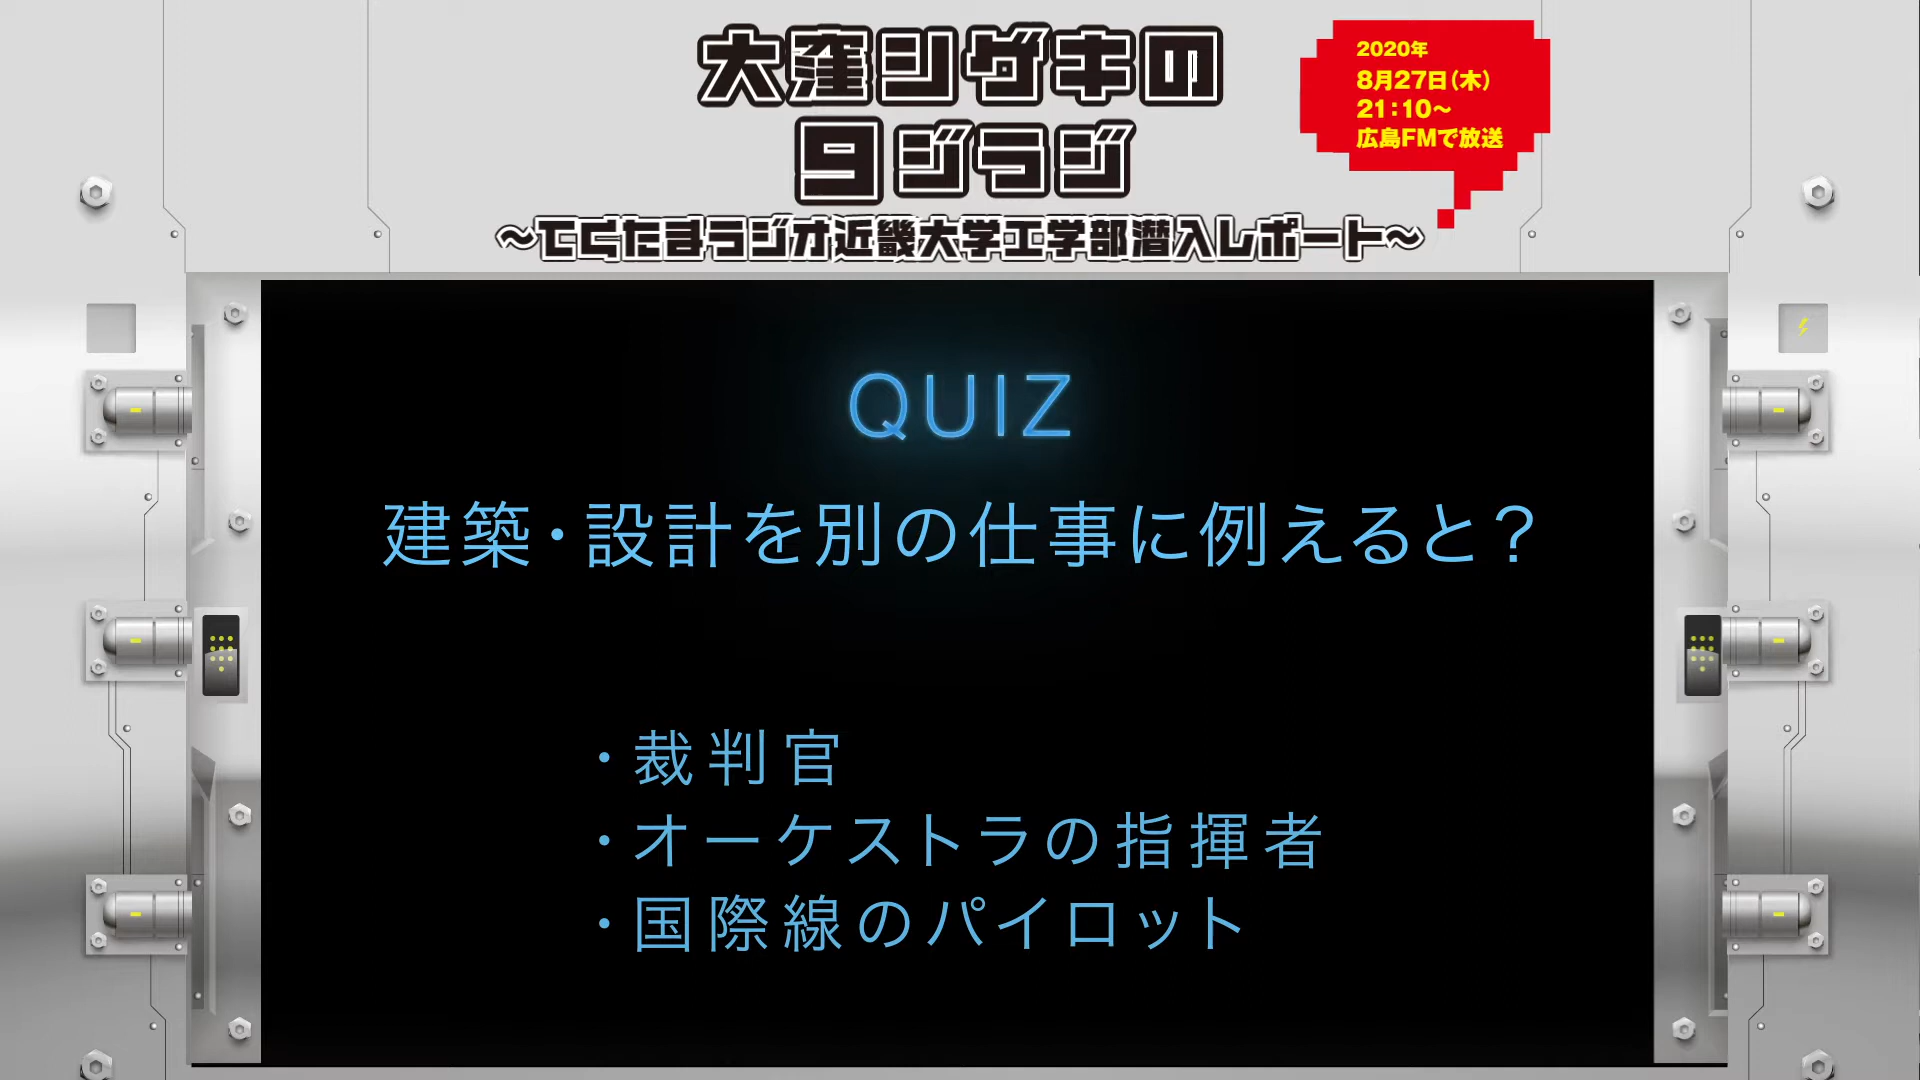 大窪シゲキの
9ジラジ
～てくたまラジオ近畿大学工学部潜入レポート～
2020年
8月27日(木)
21:10～
広島FMで放送
QUIZ
建築・設計を別の仕事に例えると？
・裁判官
・オーケストラの指揮者
・国際線のパイロット